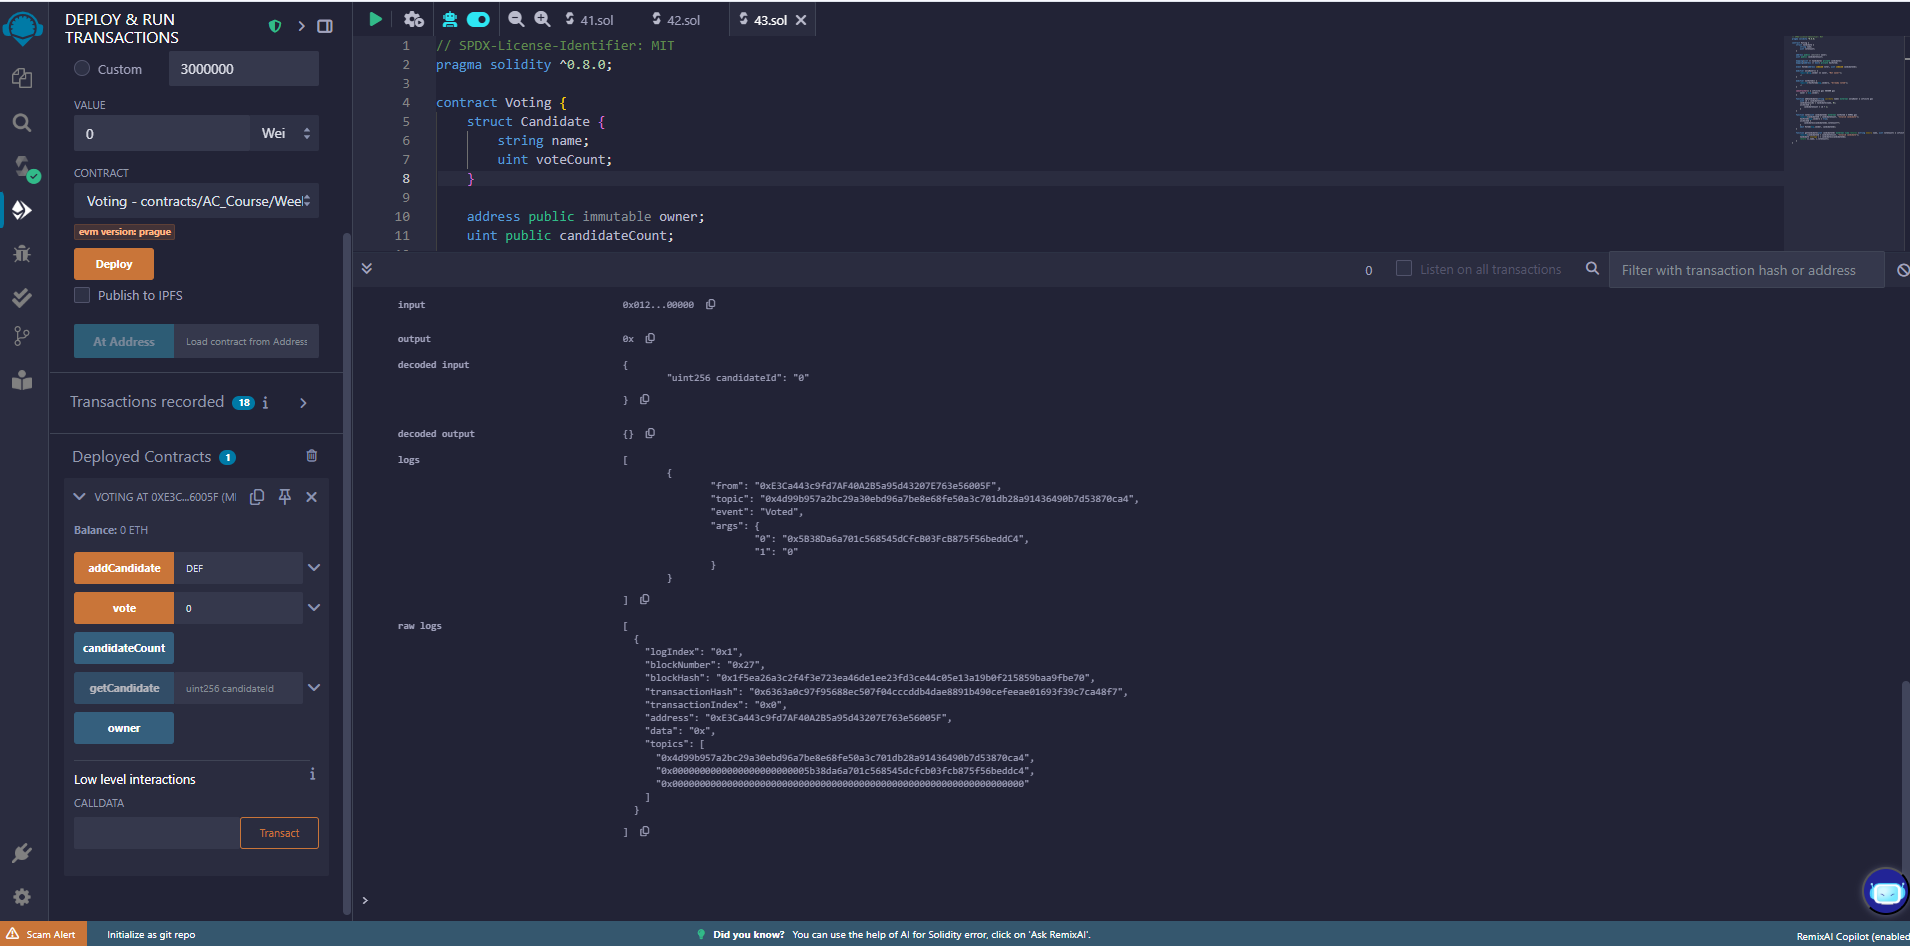 DEPLOY & RUN
TRANSACTIONS
Custom
3000000
VALUE
0
Wei
CONTRACT
Voting - contracts/AC_Course/Weel
evm version: prague
Deploy
Publish to IPFS
At Address
Load contract from Address
Transactions recorded 18 i
Deployed Contracts 1
VOTING AT 0XE3C...6005F (MI
Balance: 0 ETH
addCandidate
DEF
vote
0
candidateCount
getCandidate
uint256 candidateId
owner
Low level interactions
i
CALLDATA
Transact
41.sol
42.sol
43.sol
1 // SPDX-License-Identifier: MIT
2 pragma solidity ^0.8.0;
3
4 contract Voting {
5 struct Candidate {
6 string name;
7 uint voteCount;
8 }
9
10 address public immutable owner;
11 uint public candidateCount;
0
Listen on all transactions
Filter with transaction hash or address
input 0x012...00000
output 0x
decoded input {
"uint256 candidateId": "0"
}
decoded output {}
logs [
{
"from": "0xE3Ca443c9fd7AF40A2B5a95d43207E763e56005F",
"topic": "0x4d99b957a2bc29a30ebd96a7be8e68fe50a3c701db28a91436490b7d53870ca4",
"event": "Voted",
"args": {
"0": "0x5B38Da6a701c568545dCfcB03FcB875f56beddC4",
"1": "0"
}
}
]
raw logs [
{
"logIndex": "0x1",
"blockNumber": "0x27",
"blockHash": "0x1f5ea26a3c2f4f3e723ea46de1ee23fd3ce44c05e13a19b0f215859baa9fbe70",
"transactionHash": "0x6363a0c97f95688ec507f04cccddb4dae8891b490cefeeae01693f39c7ca48f7",
"transactionIndex": "0x0",
"address": "0xE3Ca443c9fd7AF40A2B5a95d43207E763e56005F",
"data": "0x",
"topics": [
"0x4d99b957a2bc29a30ebd96a7be8e68fe50a3c701db28a91436490b7d53870ca4",
"0x0000000000000000000000005b38da6a701c568545dcfcb03fcb875f56beddc4",
"0x0000000000000000000000000000000000000000000000000000000000000000"
]
}
]
>
Scam Alert
Initialize as git repo
Did you know? You can use the help of AI for Solidity error, click on 'Ask RemixAI'.
RemixAI Copilot (enabled